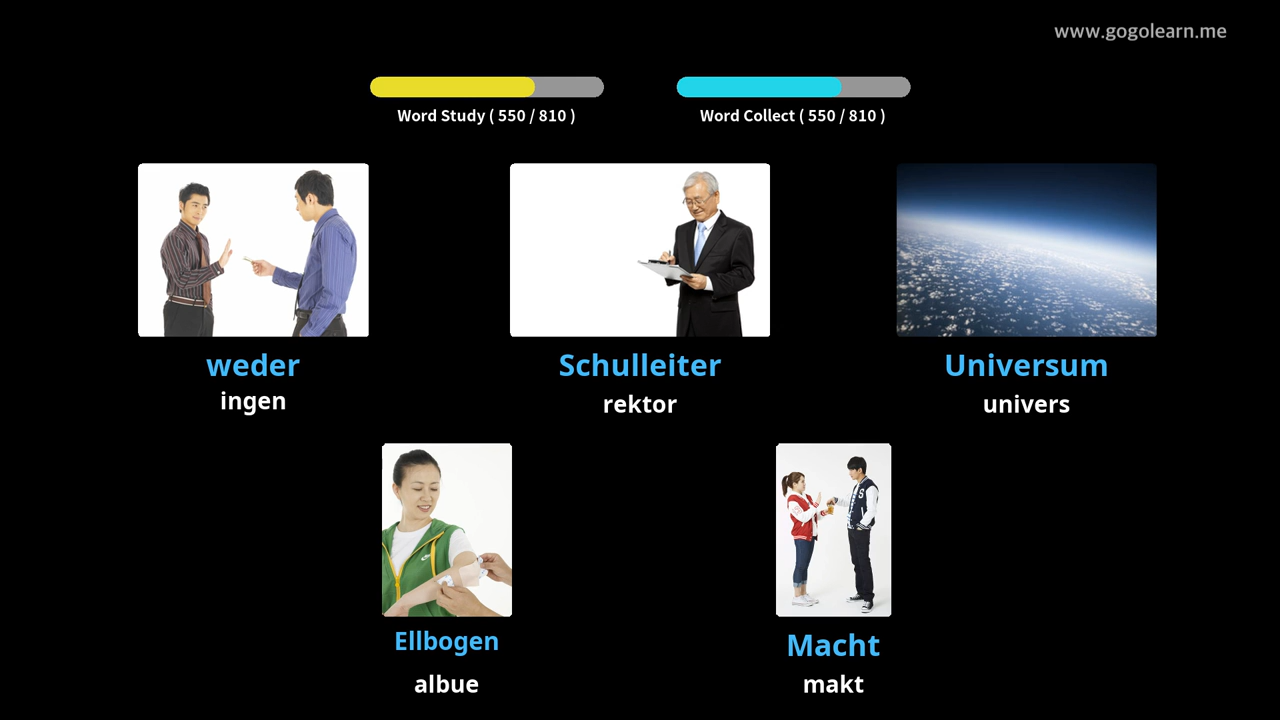 www.gogolearn.me
Word Study ( 550 / 810 )
Word Collect ( 550 / 810 )
weder
ingen
Schulleiter
rektor
Universum
univers
Ellbogen
albue
Macht
makt